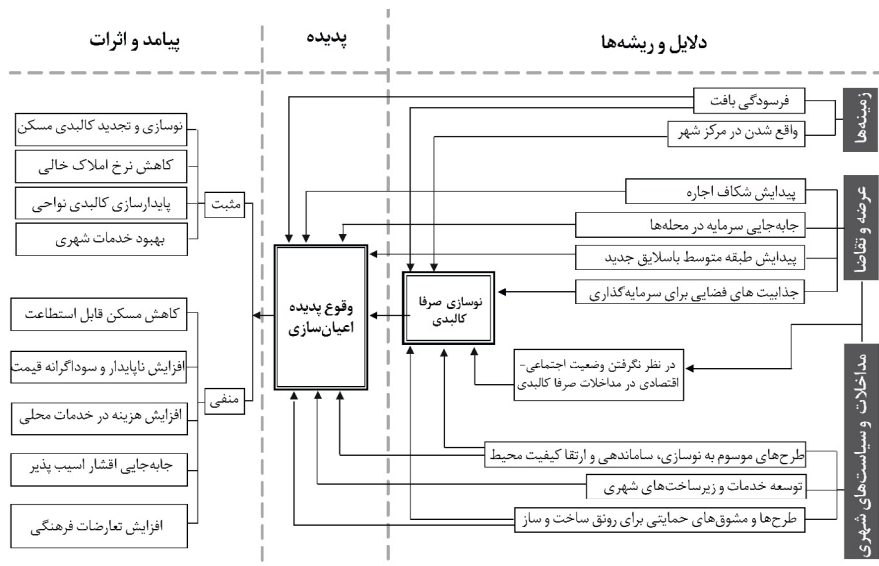 دلایل و ریشه‌ها
پدیده
پیامد و اثرات
زمینه‌ها
فرسودگی بافت
واقع شدن در مرکز شهر
عرضه و تقاضا
پیدایش شکاف اجاره
جابه‌جایی سرمایه در محله‌ها
پیدایش طبقه متوسط باسلایق جدید
جذابیت های فضایی برای سرمایه‌گذاری
مداخلات و سیاست‌های شهری
در نظر نگرفتن وضعیت اجتماعی-
اقتصادی در مداخلات صرفا کالبدی
طرح‌های موسوم به نوسازی، ساماندهی و ارتقا کیفیت محیط
توسعه خدمات و زیرساخت‌های شهری
طرح‌ها و مشوق‌های حمایتی برای رونق ساخت و ساز
نوسازی صرفا
کالبدی
وقوع پدیده
اعیان‌سازی
مثبت
نوسازی و تجدید کالبدی مسکن
کاهش نرخ املاک خالی
پایدارسازی کالبدی نواحی
بهبود خدمات شهری
منفی
کاهش مسکن قابل استطاعت
افزایش ناپایدار و سوداگرانه قیمت
افزایش هزینه در خدمات محلی
جابه‌جایی اقشار اسیب پذیر
افزایش تعارضات فرهنگی